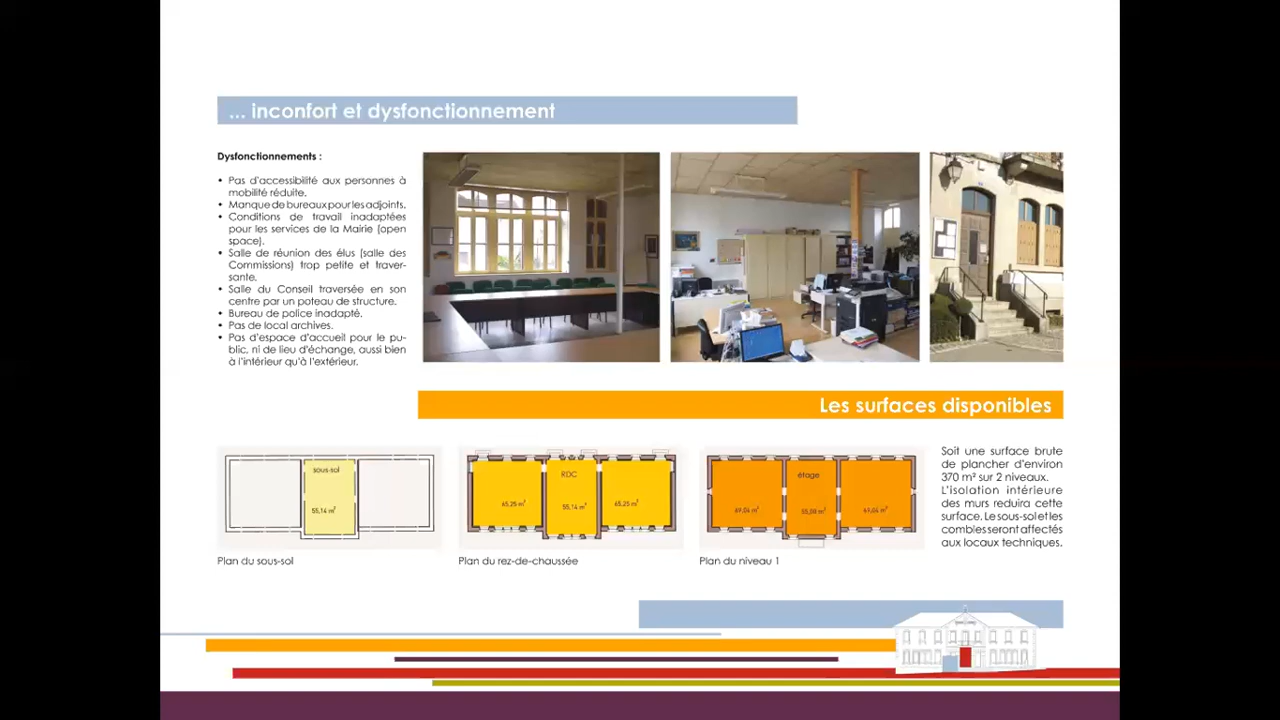 ... inconfort et dysfonctionnement
Dysfonctionnements :
• Pas d'accessibilité aux personnes à
mobilité réduite.
• Manque de bureaux pour les adjoints.
• Conditions de travail inadaptées
pour les services de la Mairie (open
space).
• Salle de réunion des élus (salle des
Commissions) trop petite et traver-
sante.
• Salle du Conseil traversée en son
centre par un poteau de structure.
• Bureau de police inadapté.
• Pas de local archives.
• Pas d'espace d'accueil pour le pu-
blic, ni de lieu d'échange, aussi bien
à l'intérieur qu'à l'extérieur.
Les surfaces disponibles
sous-sol
55,14 m²
Plan du sous-sol
RDC
65,25 m²
55,14 m²
65,25 m²
Plan du rez-de-chaussée
étage
69,04 m²
55,00 m²
69,04 m²
Plan du niveau 1
Soit une surface brute
de plancher d'environ
370 m² sur 2 niveaux.
L'isolation intérieure
des murs reduira cette
surface. Le sous-sol et les
combles seront affectés
aux locaux techniques.